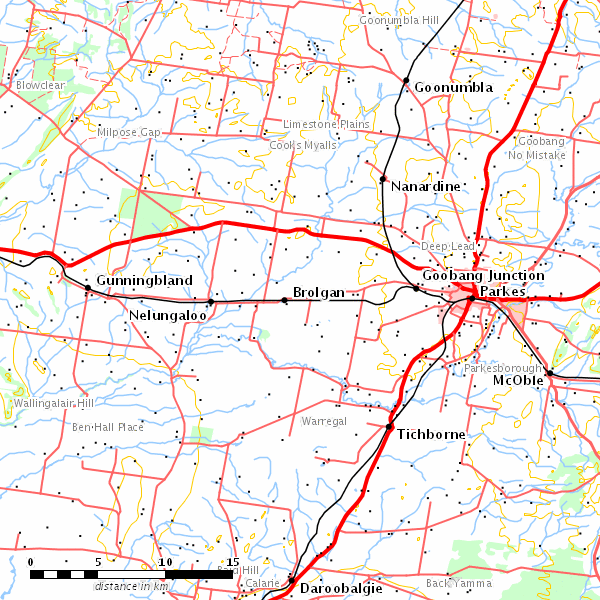 Goonumbla Hill
Blowclear
Goonumbla
Limestone Plains
Milpose Gap
Cooks Myalls
Goobang
No Mistake
Nanardine
Deep Lead
Goobang Junction
Gunningbland
Brolgan
Parkes
Nelungaloo
Parkesborough
McOble
Wallingalair Hill
Ben Hall Place
Warregal
Tichborne
0 5 10 15
distance in km
Hill
Calarie
Daroobalgie
Back Yamma